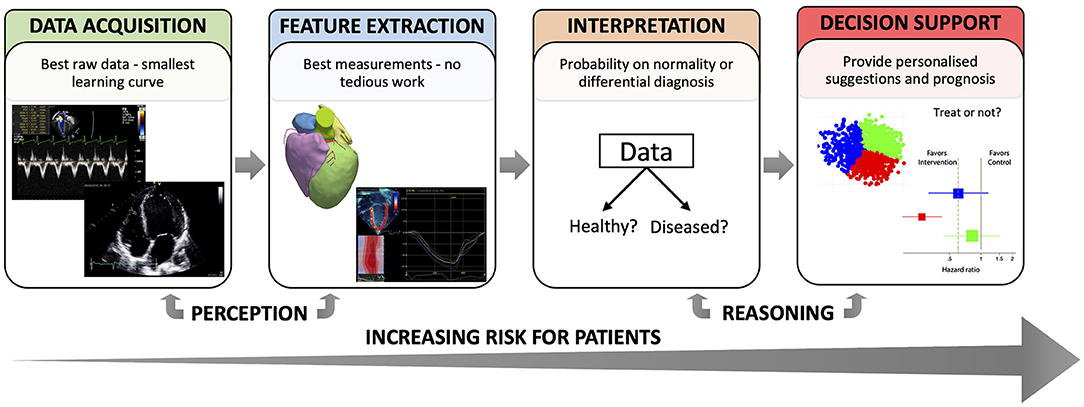 DATA ACQUISITION
Best raw data - smallest
learning curve
FEATURE EXTRACTION
Best measurements - no
tedious work
INTERPRETATION
Probability on normality or
differential diagnosis
Data
Healthy? Diseased?
DECISION SUPPORT
Provide personalised
suggestions and prognosis
Treat or not?
Favors
Intervention
Favors
Control
.5 1 1.5 2
Hazard ratio
PERCEPTION
REASONING
INCREASING RISK FOR PATIENTS